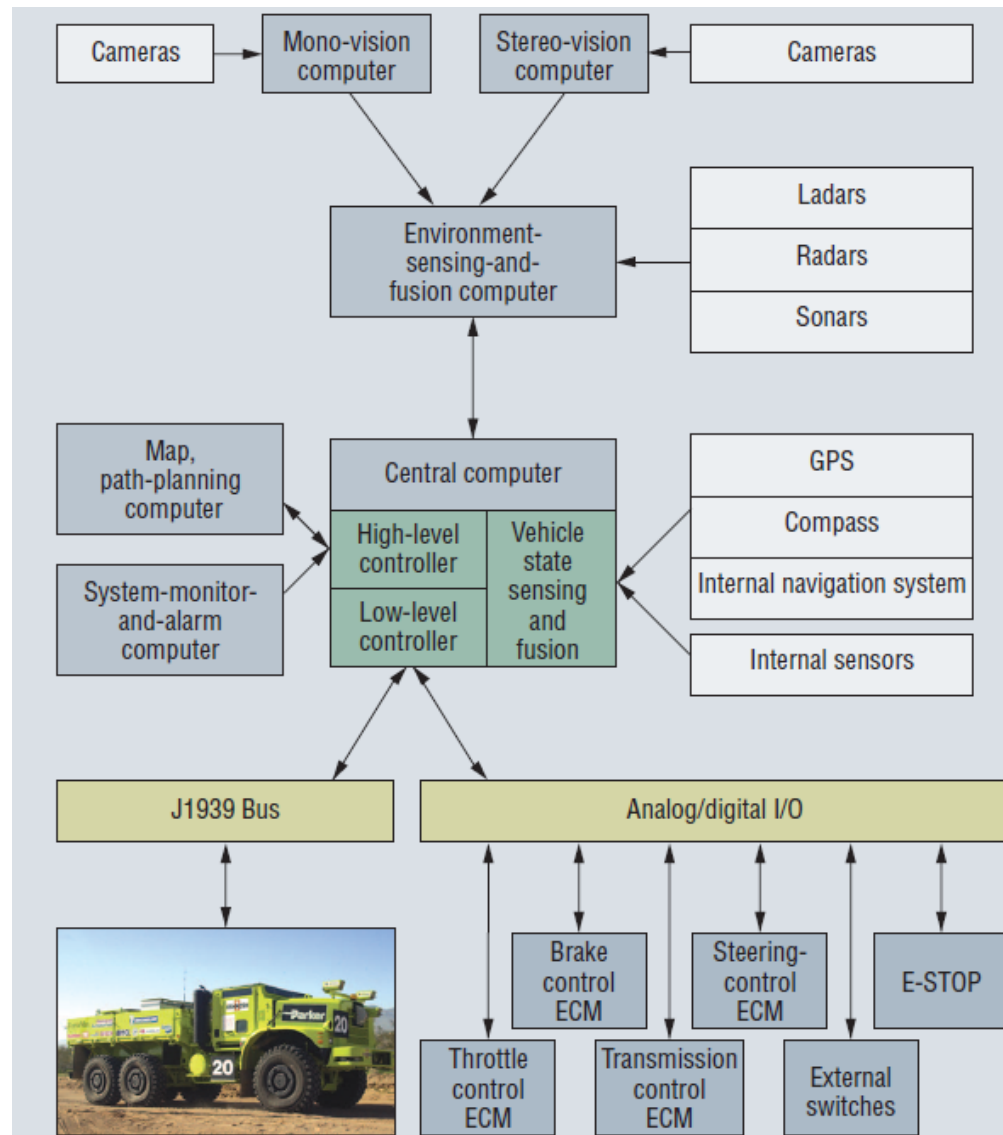 Cameras
Mono-vision
computer
Stereo-vision
computer
Cameras
Environment-
sensing-and-
fusion computer
Ladars
Radars
Sonars
Map,
path-planning
computer
System-monitor-
and-alarm
computer
Central computer
High-level
controller
Low-level
controller
Vehicle
state
sensing
and
fusion
GPS
Compass
Internal navigation system
Internal sensors
J1939 Bus
Analog/digital I/O
Parker
20
20
Brake
control
ECM
Steering-
control
ECM
E-STOP
Throttle
control
ECM
Transmission
control
ECM
External
switches